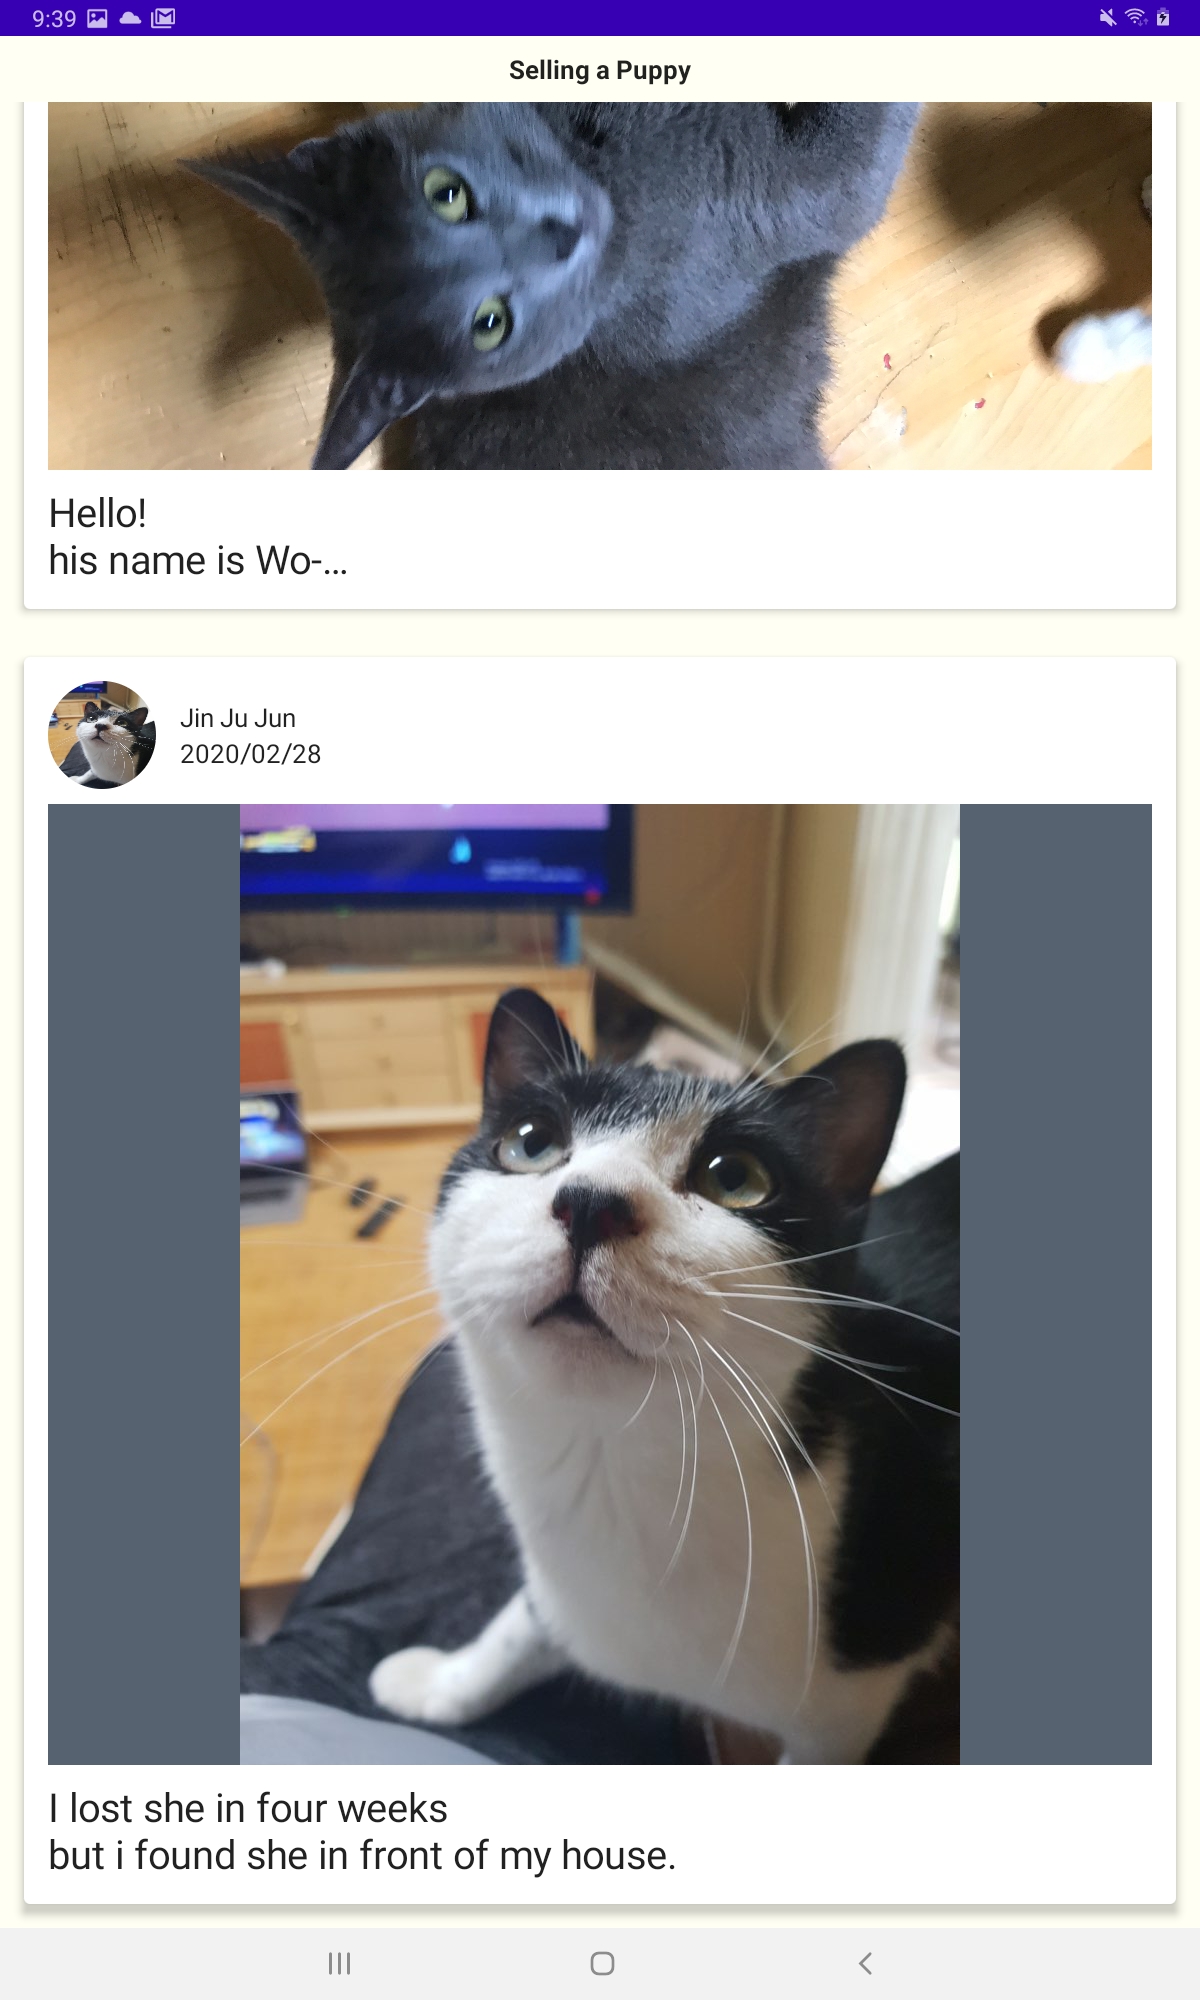 9:39
Selling a Puppy
Hello!
his name is Wo-...
Jin Ju Jun
2020/02/28
I lost she in four weeks
but i found she in front of my house.